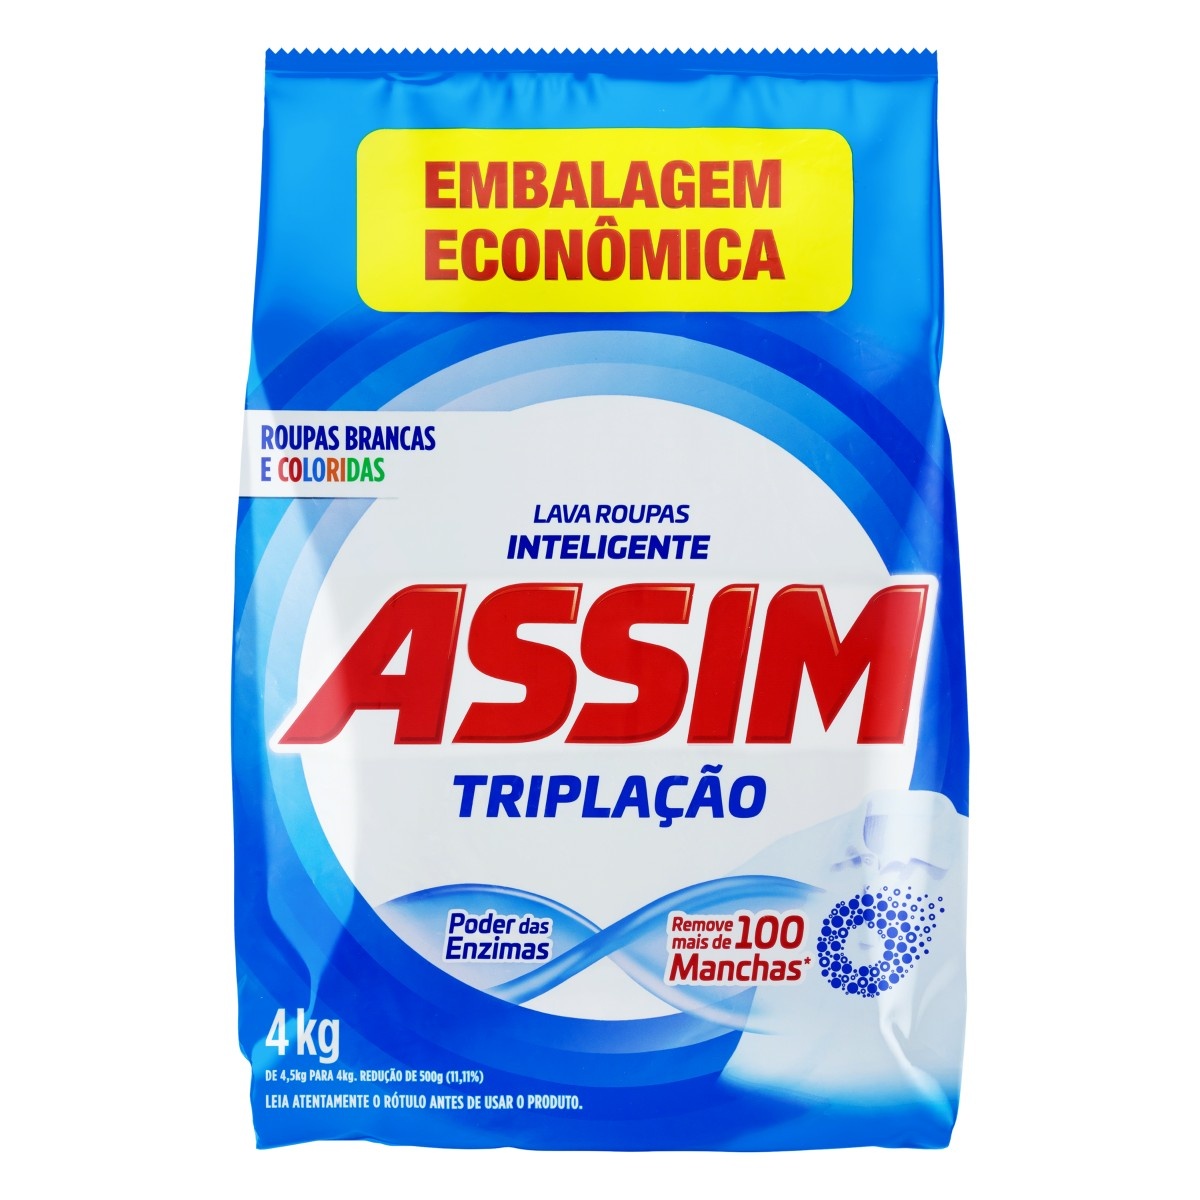 EMBALAGEM
ECONÔMICA
ROUPAS BRANCAS
E COLORIDAS
LAVA ROUPAS
INTELIGENTE
ASSIM
TRIPLAÇÃO
Poder das
Enzimas
Remove
mais de 100
Manchas*
4 kg
DE 4,5kg PARA 4kg. REDUÇÃO DE 500g (11,11%)
LEIA ATENTAMENTE O RÓTULO ANTES DE USAR O PRODUTO.